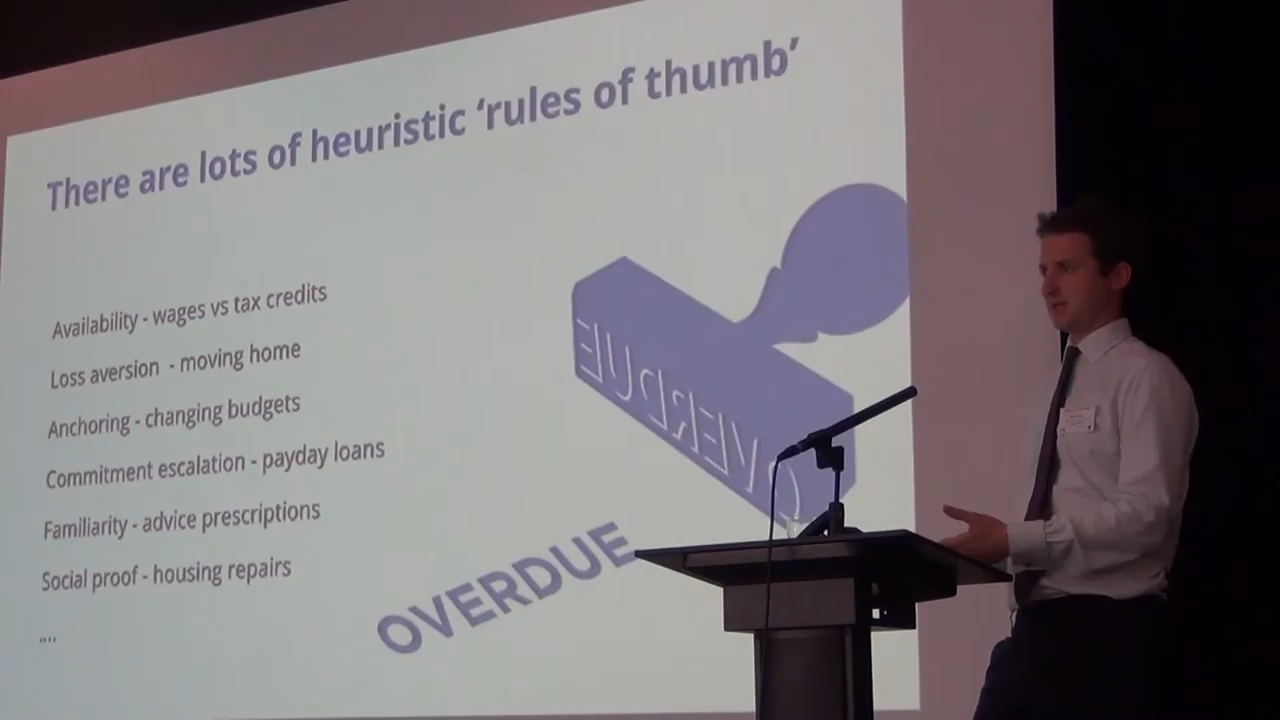 There are lots of heuristic ‘rules of thumb’
Availability - wages vs tax credits
Loss aversion - moving home
Anchoring - changing budgets
Commitment escalation - payday loans
Familiarity - advice prescriptions
Social proof - housing repairs
....
OVERDUE
OVERDUE